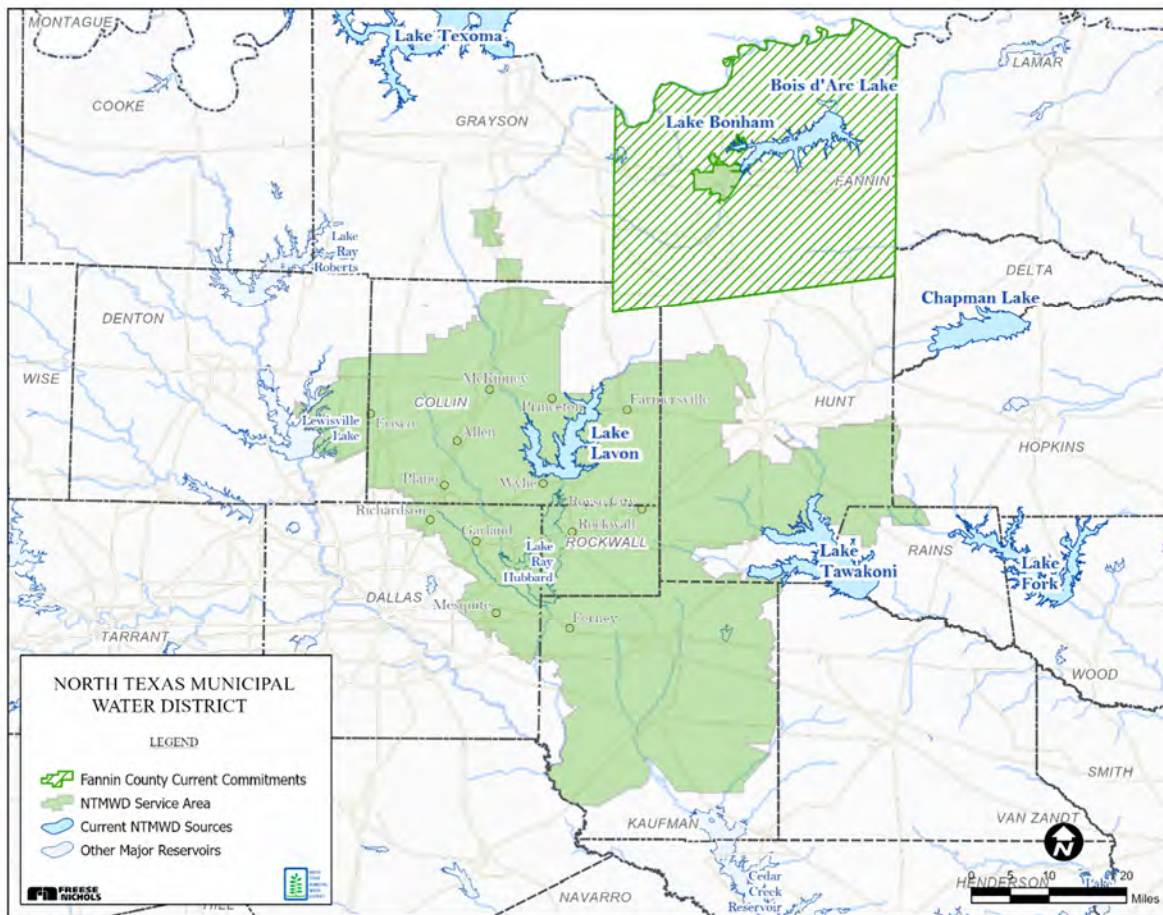 MONTAGUE
COOKE
Lake Texoma
GRAYSON
LAMAR
Bois d'Arc Lake
Lake Bonham
FANNIN
Lake
Ray
Roberts
DELTA
Chapman Lake
DENTON
WISE
McKinney
COLLIN
Princeton
Farmersville
HUNT
HOPKINS
Lewisville
Lake
Frisco
Allen
Lake
Lavon
Plano
Wylie
Royse City
Richardson
Garland
Rockwall
ROCKWALL
Lake
Ray
Hubbard
Lake
Tawakoni
RAINS
Lake
Fork
DALLAS
Mesquite
Forney
TARRANT
WOOD
SMITH
VAN ZANDT
KAUFMAN
Cedar
Creek
Reservoir
NAVARRO
HENDERSON
Lake
HILL
NORTH TEXAS MUNICIPAL
WATER DISTRICT
LEGEND
Fannin County Current Commitments
NTMWD Service Area
Current NTMWD Sources
Other Major Reservoirs
FREESE
NICHOLS
N
0 5 10 20
Miles